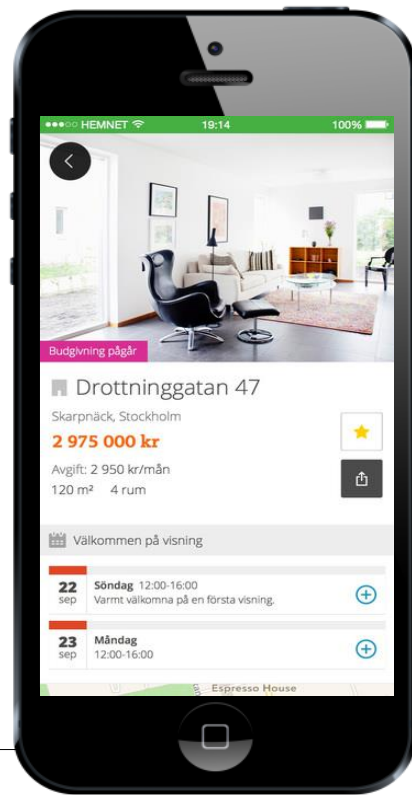 HEMNET 19:14 100%
Budgivning pågår
Drottninggatan 47
Skarpnäck, Stockholm
2 975 000 kr
Avgift: 2 950 kr/mån
120 m² 4 rum
Välkommen på visning
22 Söndag 12:00-16:00
sep Varmt välkomna på en första visning.
23 Måndag
sep 12:00-16:00
Espresso House